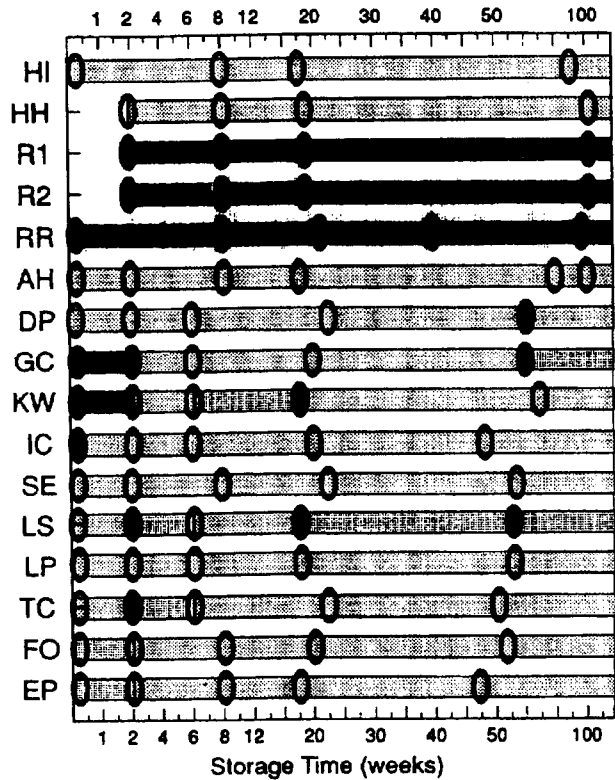 1 2 4 6 8 12 20 30 40 50 100
HI
HH
R1
R2
RR
AH
DP
GC
KW
IC
SE
LS
LP
TC
FO
EP
1 2 4 6 8 12 20 30 40 50 100
Storage Time (weeks)